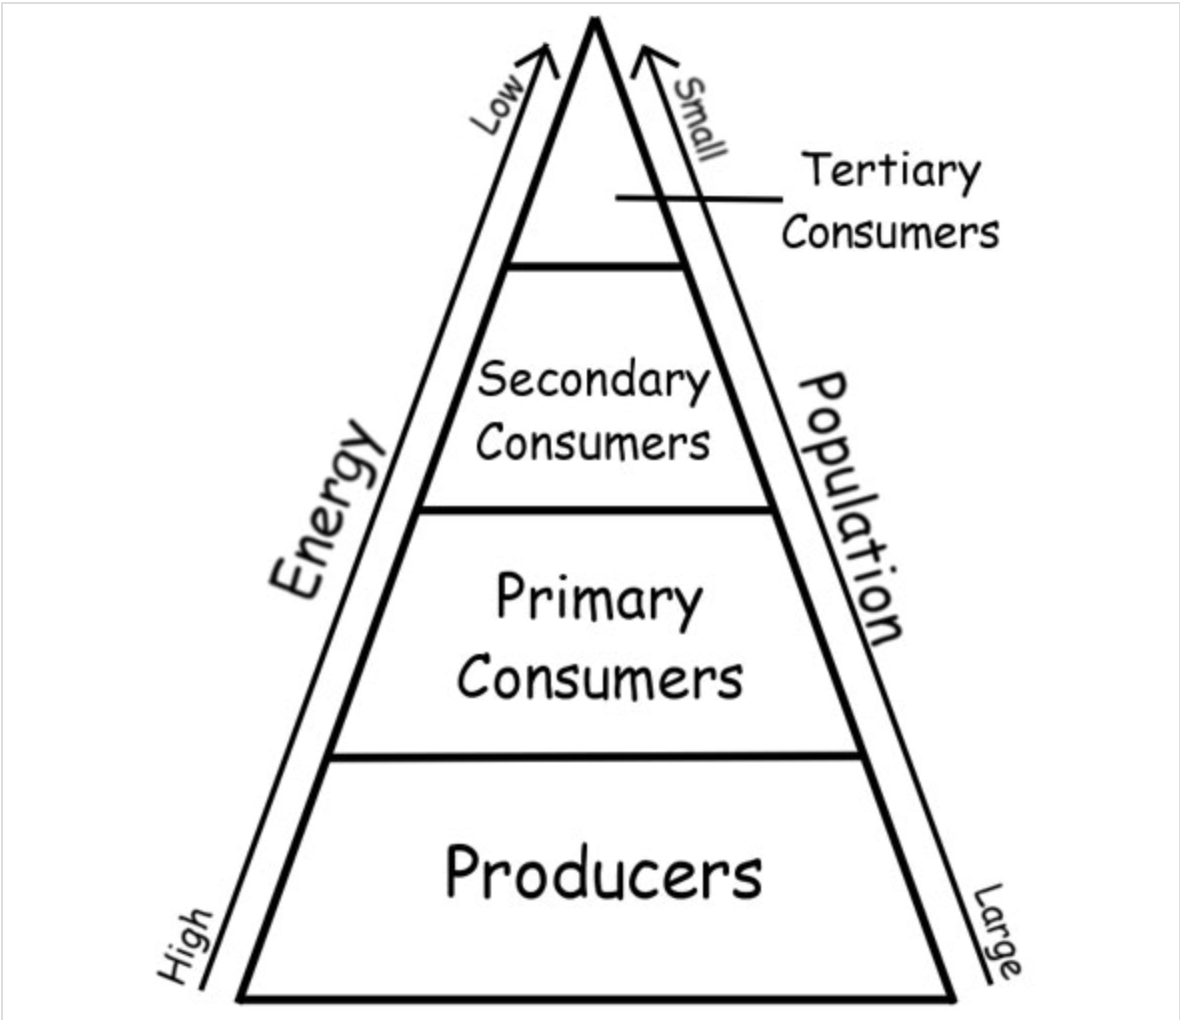 Low
Small
Tertiary
Consumers
Secondary
Consumers
Energy
Population
Primary
Consumers
Producers
High
Large